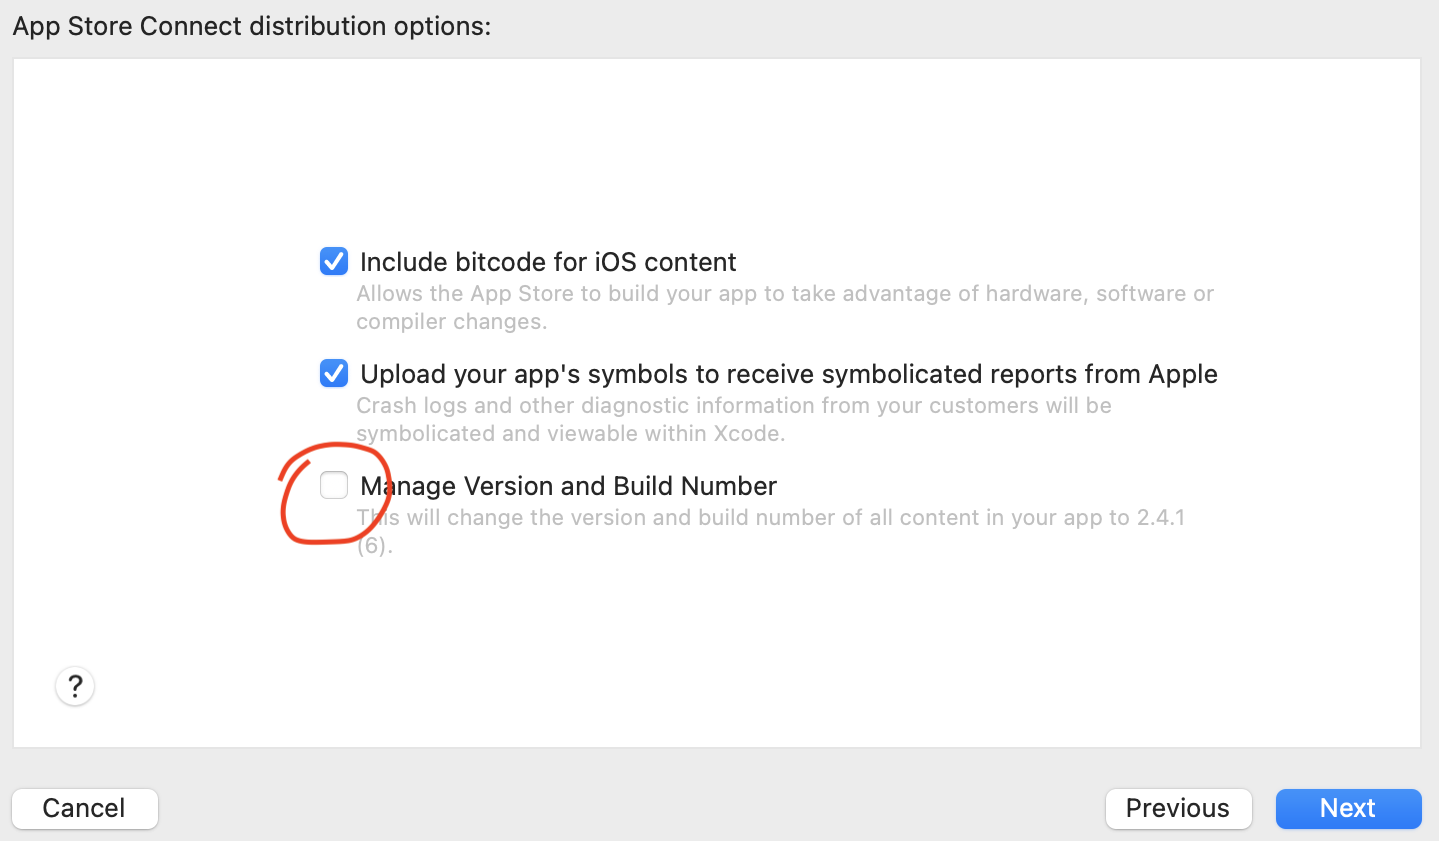 App Store Connect distribution options:
Include bitcode for iOS content
Allows the App Store to build your app to take advantage of hardware, software or
compiler changes.
Upload your app's symbols to receive symbolicated reports from Apple
Crash logs and other diagnostic information from your customers will be
symbolicated and viewable within Xcode.
Manage Version and Build Number
This will change the version and build number of all content in your app to 2.4.1
(6).
?
Cancel
Previous
Next